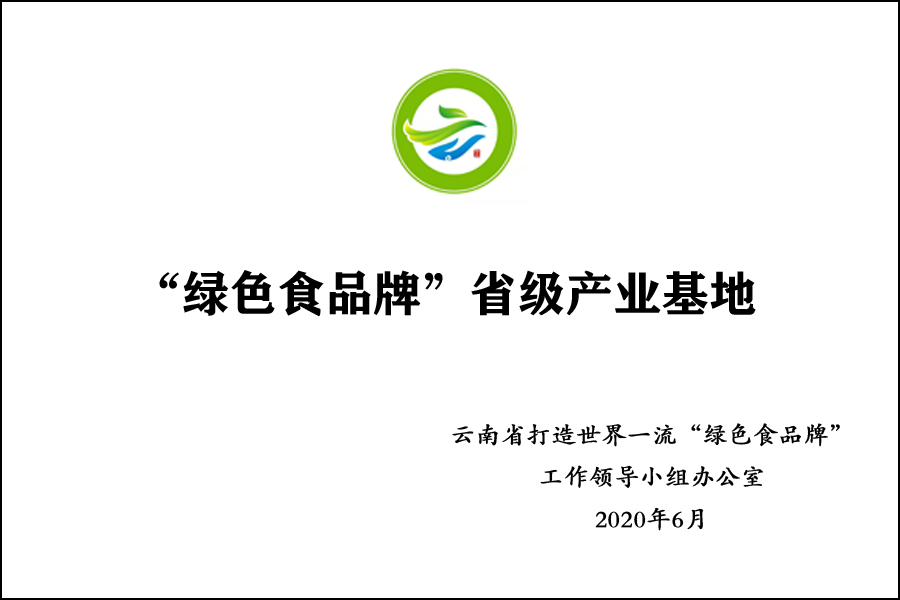 “绿色食品牌”省级产业基地
云南省打造世界一流“绿色食品牌”
工作领导小组办公室
2020年6月